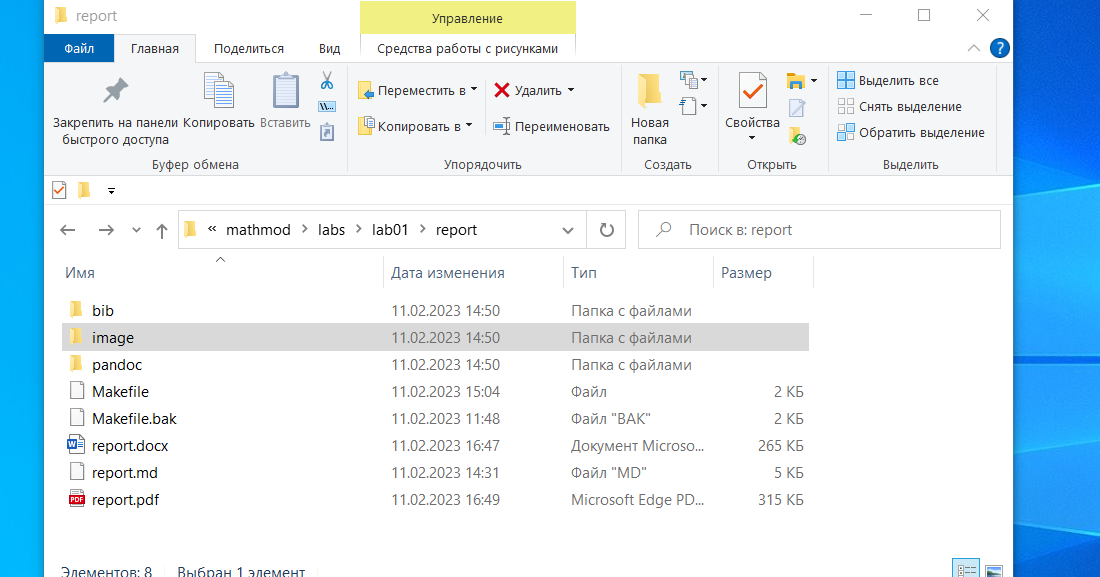 report
Управление
Файл Главная Поделиться Вид Средства работы с рисунками
Закрепить на панели быстрого доступа
Копировать
Вставить
Буфер обмена
Переместить в
Копировать в
Удалить
Переименовать
Упорядочить
Новая папка
Создать
Свойства
Открыть
Выделить все
Снять выделение
Обратить выделение
Выделить
« mathmod > labs > lab01 > report
Поиск в: report
Имя Дата изменения Тип Размер
bib 11.02.2023 14:50 Папка с файлами
image 11.02.2023 14:50 Папка с файлами
pandoc 11.02.2023 14:50 Папка с файлами
Makefile 11.02.2023 15:04 Файл 2 КБ
Makefile.bak 11.02.2023 11:48 Файл "BAK" 2 КБ
report.docx 11.02.2023 16:47 Документ Microso... 265 КБ
report.md 11.02.2023 14:31 Файл "MD" 5 КБ
report.pdf 11.02.2023 16:49 Microsoft Edge PD... 315 КБ
Элементов: 8 Выбран 1 элемент